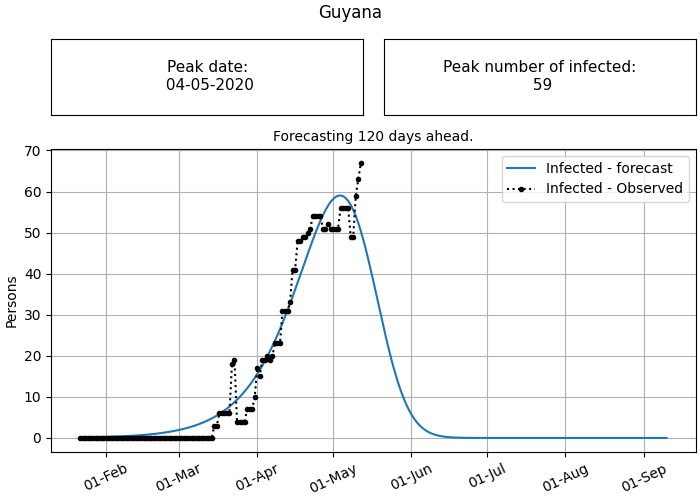 Guyana
Peak date:
04-05-2020
Peak number of infected:
59
Forecasting 120 days ahead.
Infected - forecast
Infected - Observed
Persons
70
60
50
40
30
20
10
0
01-Feb
01-Mar
01-Apr
01-May
01-Jun
01-Jul
01-Aug
01-Sep